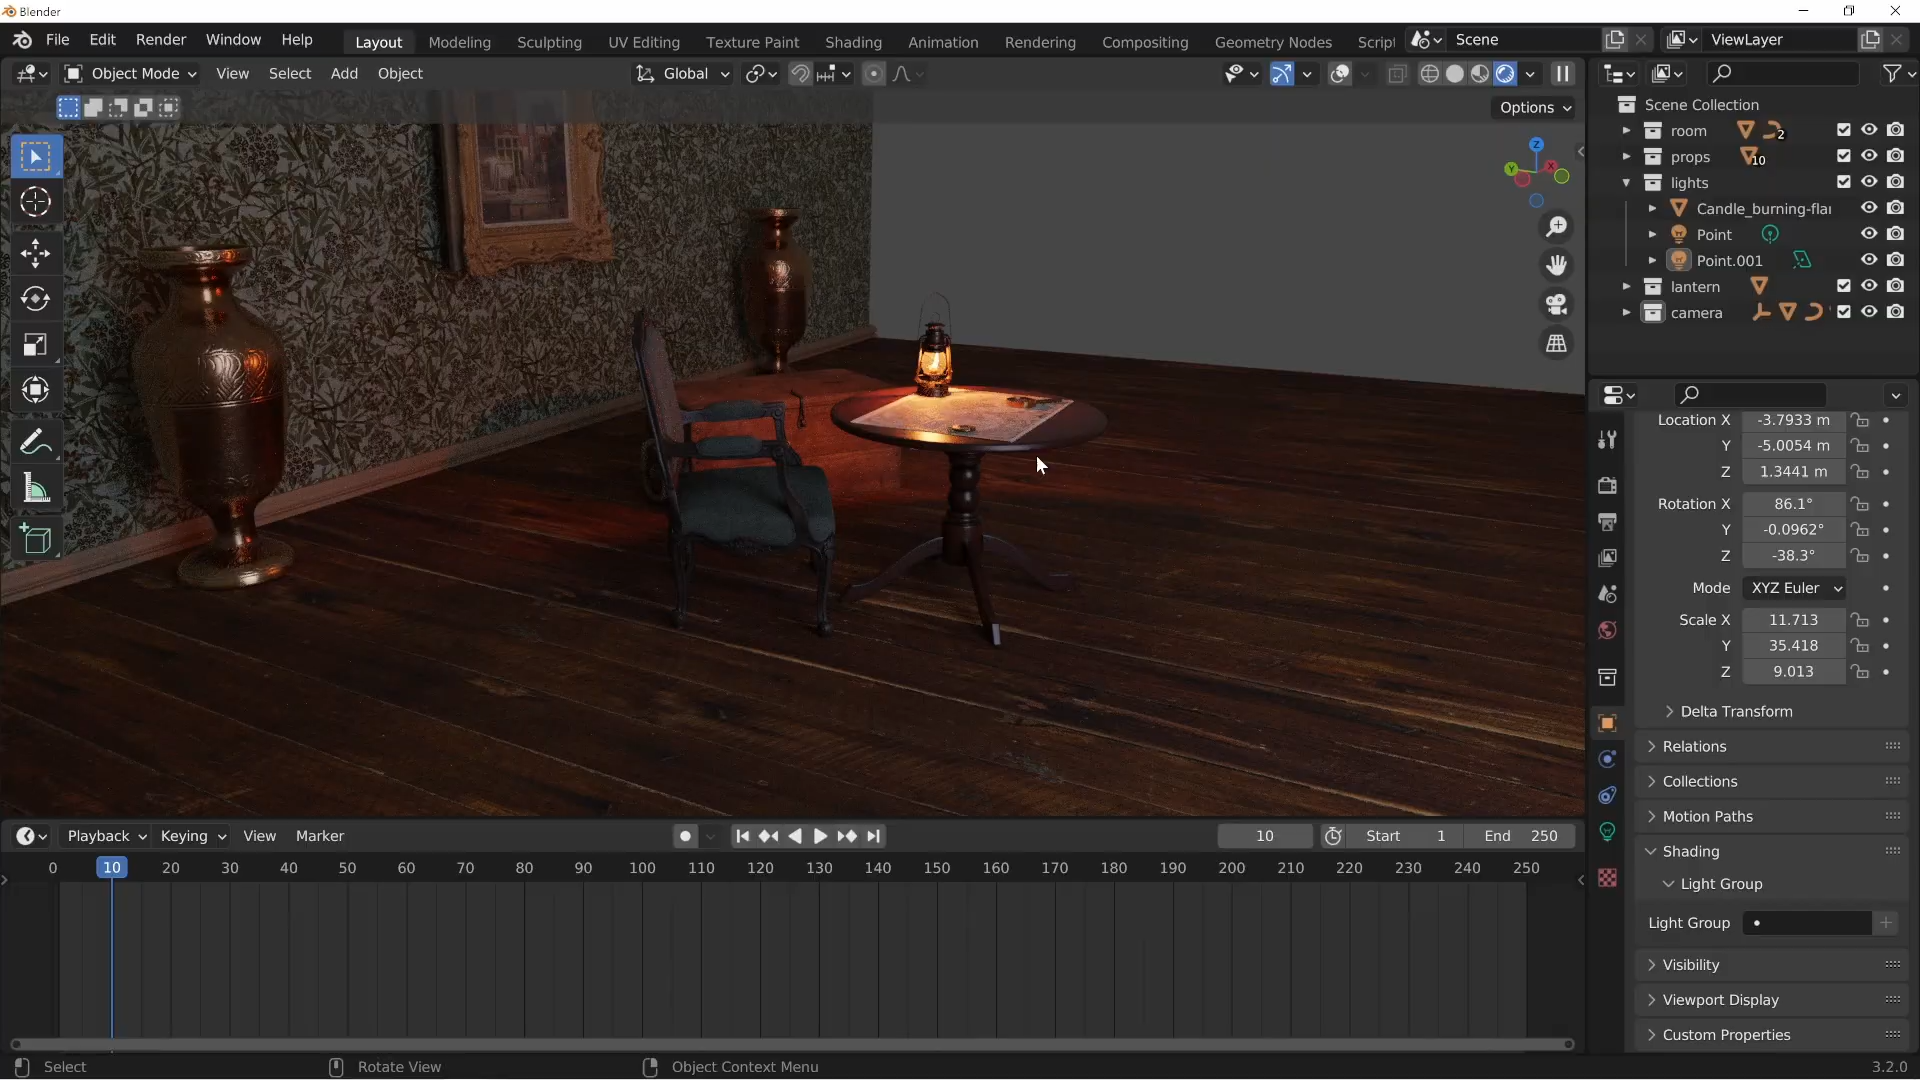 Blender
File Edit Render Window Help Layout Modeling Sculpting UV Editing Texture Paint Shading Animation Rendering Compositing Geometry Nodes Script Scene ViewLayer
Object Mode View Select Add Object Global
Options
Z
Y
X
Scene Collection
room 2
props 10
lights
Candle_burning-flar
Point
Point.001
lantern
camera
Location X -3.7933 m
Y -5.0054 m
Z 1.3441 m
Rotation X 86.1°
Y -0.0962°
Z -38.3°
Mode XYZ Euler
Scale X 11.713
Y 35.418
Z 9.013
Delta Transform
Relations
Collections
Motion Paths
Shading
Light Group
Light Group
Visibility
Viewport Display
Custom Properties
Playback Keying View Marker 10 Start 1 End 250
0 10 20 30 40 50 60 70 80 90 100 110 120 130 140 150 160 170 180 190 200 210 220 230 240 250
Select Rotate View Object Context Menu 3.2.0